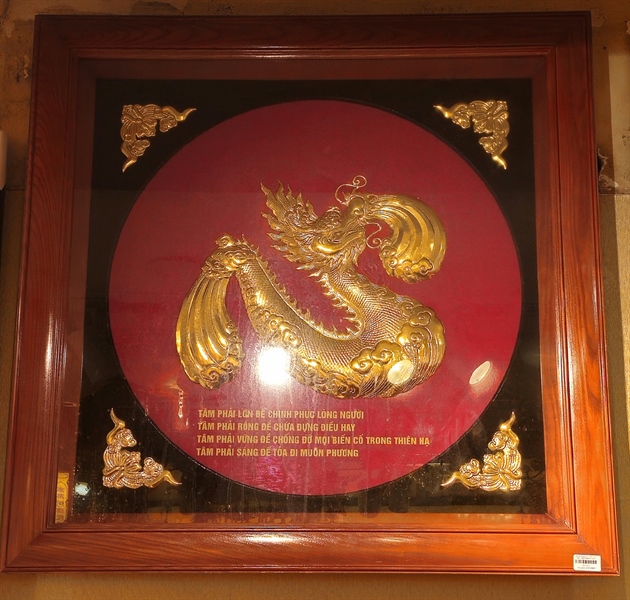 TÂM PHẢI LỚN ĐỂ CHINH PHỤC LONG NGƯỜI
TÂM PHẢI RỘNG ĐỂ CHỨA ĐỰNG ĐIỀU HAY
TÂM PHẢI VỮNG ĐỂ CHỐNG ĐỠ MỌI BIẾN CỐ TRONG THIÊN HẠ
TÂM PHẢI SÁNG ĐỂ TỎA ĐI MUÔN PHƯƠNG